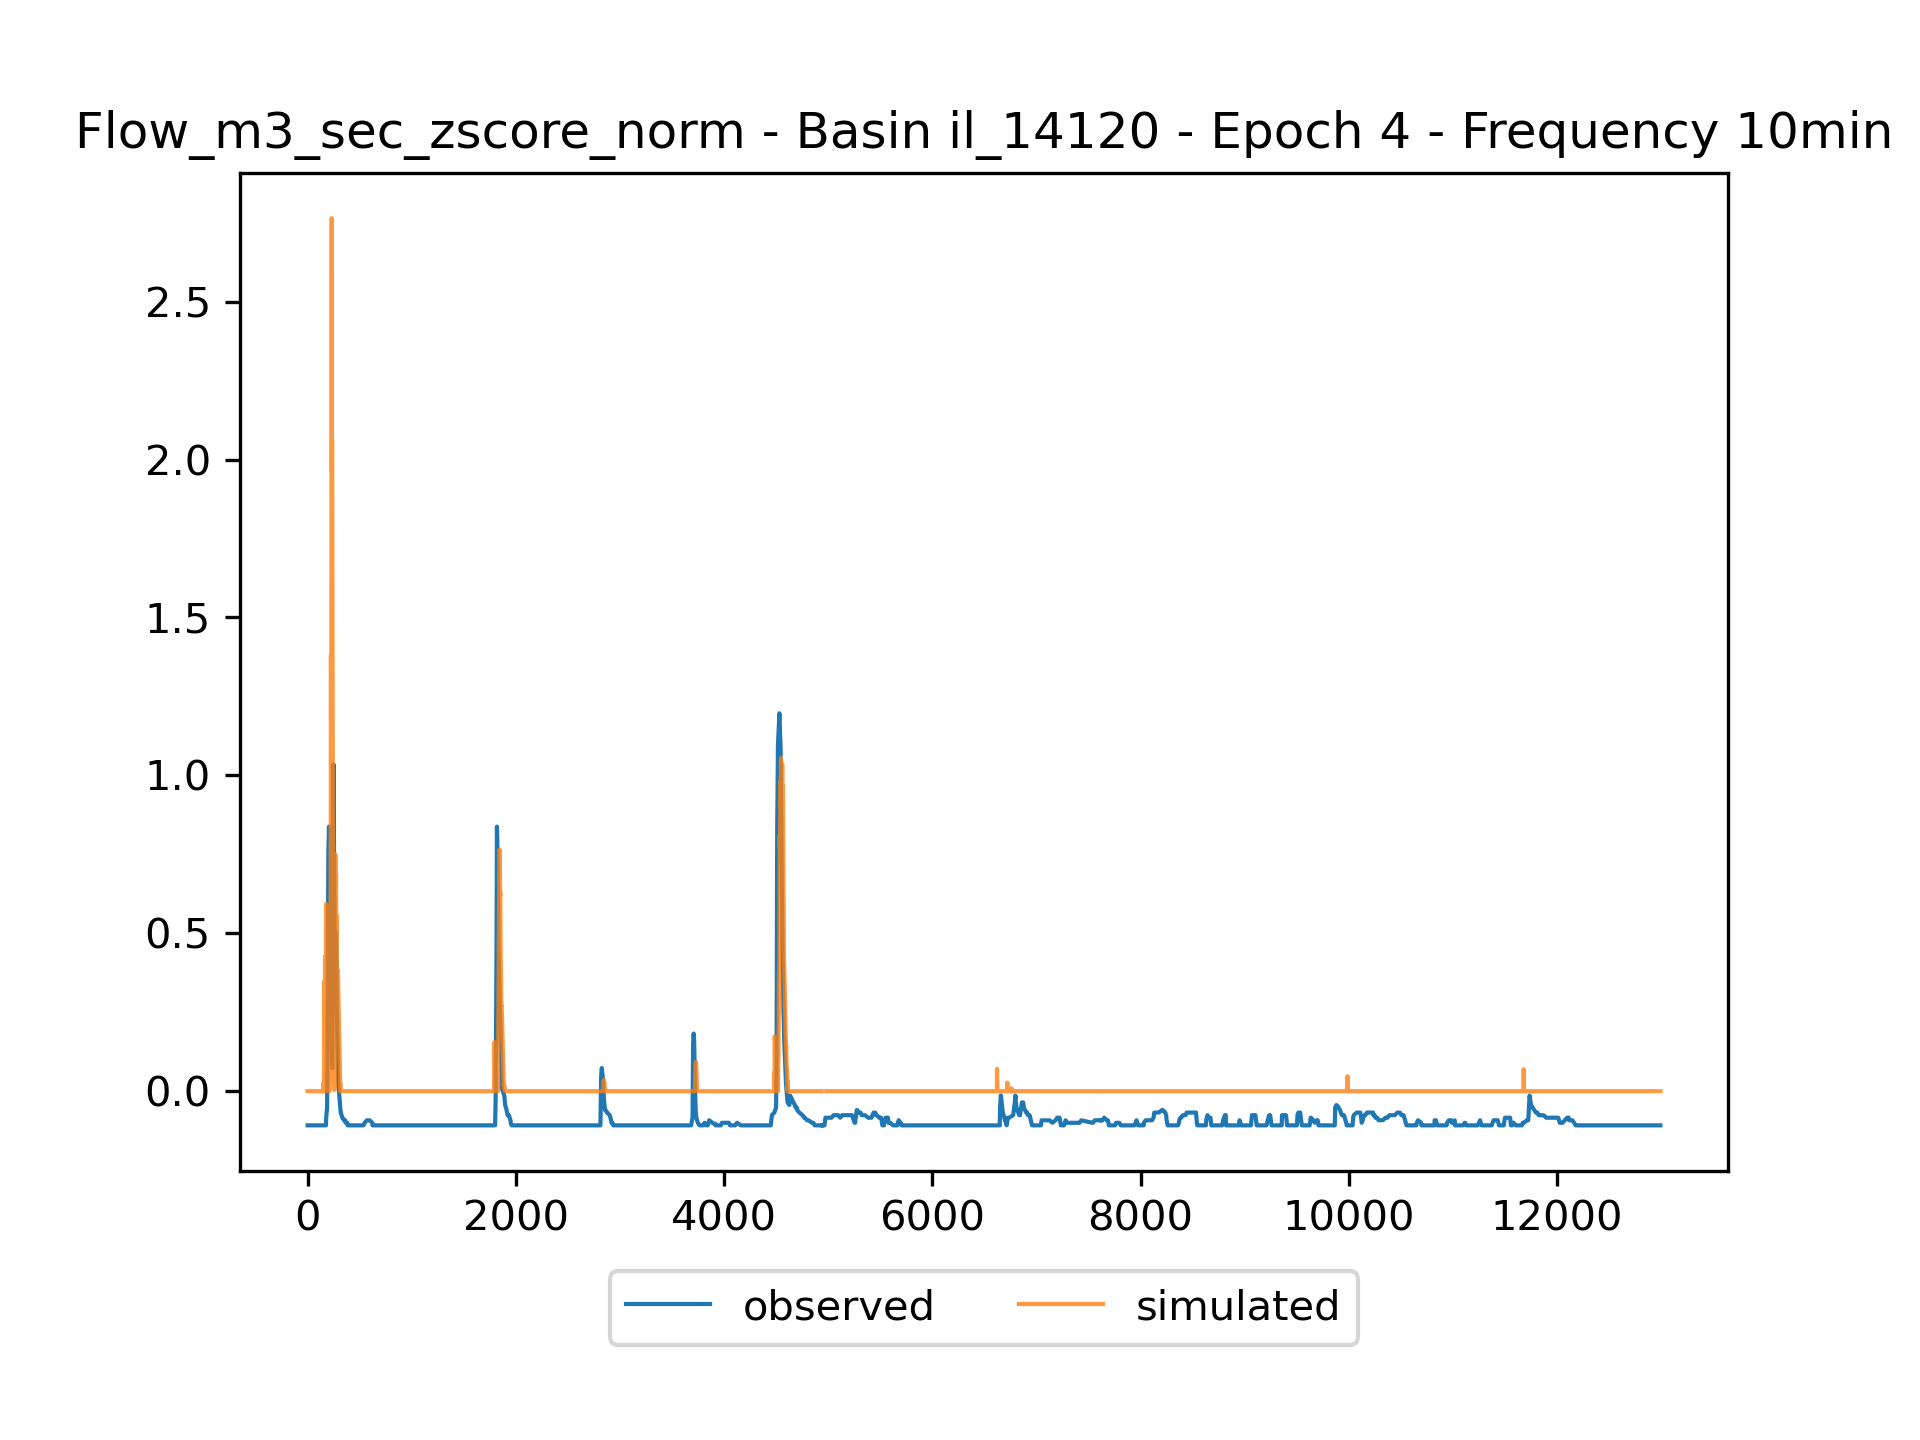 Flow_m3_sec_zscore_norm - Basin il_14120 - Epoch 4 - Frequency 10min
2.5
2.0
1.5
1.0
0.5
0.0
0 2000 4000 6000 8000 10000 12000
observed simulated